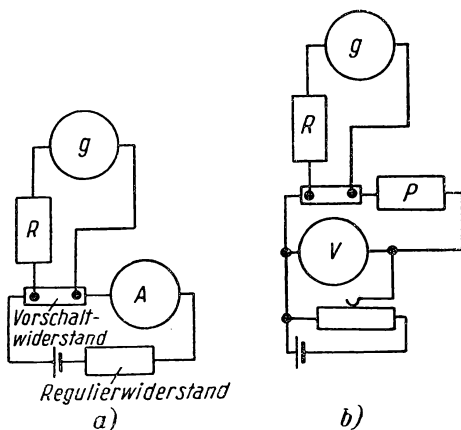 g
R
A
Vorschalt-
widerstand
Regulierwiderstand
a)
g
R
P
V
b)